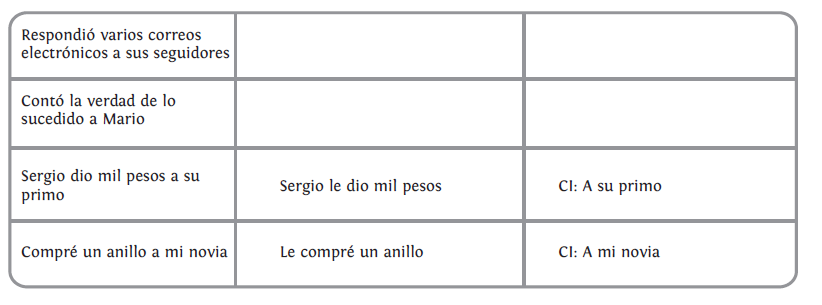 Respondió varios correos
electrónicos a sus seguidores
Contó la verdad de lo
sucedido a Mario
Sergio dio mil pesos a su
primo
Sergio le dio mil pesos
CI: A su primo
Compré un anillo a mi novia
Le compré un anillo
CI: A mi novia